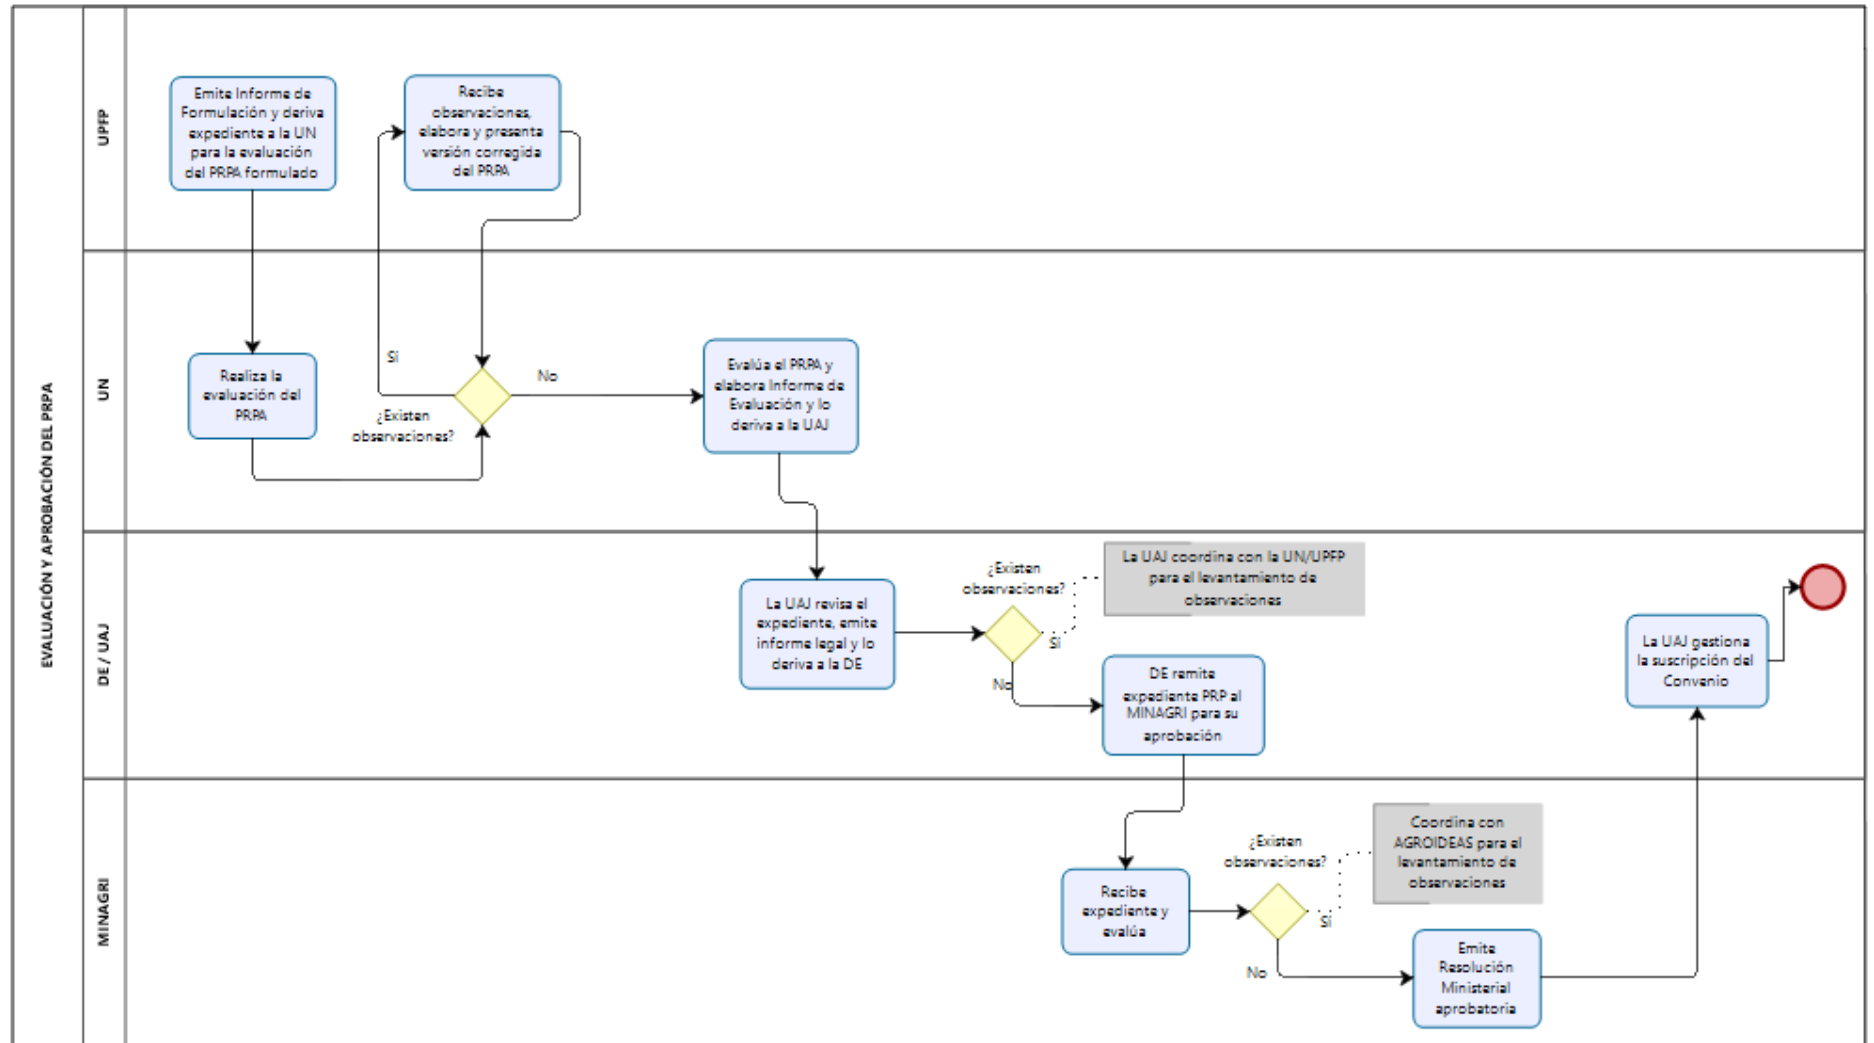 EVALUACIÓN Y APROBACIÓN DEL PRPA
UPFP
Emite Informe de
Formulación y deriva
expediente a la UN
para la evaluación
del PRPA formulado
Recibe
observaciones,
elabora y presenta
versión corregida
del PRPA
UN
Realiza la
evaluación del
PRPA
Sí
¿Existen
observaciones?
No
Evalúa el PRPA y
elabora Informe de
Evaluación y lo
deriva a la UAJ
DE / UAJ
La UAJ revisa el
expediente, emite
informe legal y lo
deriva a la DE
¿Existen
observaciones?
Sí
No
La UAJ coordina con la UN/UPFP
para el levantamiento de
observaciones
DE remite
expediente PRP al
MINAGRI para su
aprobación
La UAJ gestiona
la suscripción del
Convenio
MINAGRI
Recibe
expediente y
evalúa
¿Existen
observaciones?
Sí
No
Coordina con
AGROIDEAS para el
levantamiento de
observaciones
Emite
Resolución
Ministerial
aprobatoria